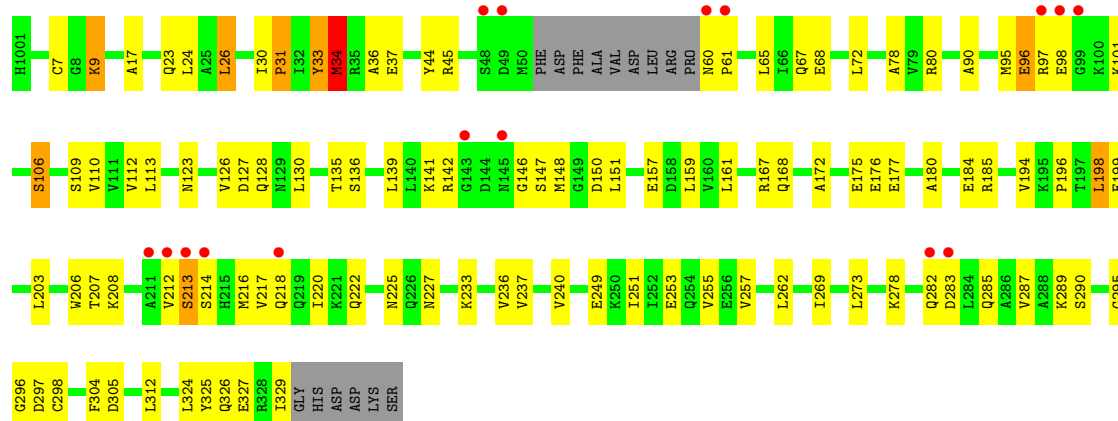 H1001 C7 G8 K9 A17 Q23 L24 A25 L26 I30 P31 I32 Y33 M34 R35 A36 E37 Y44 R45 S48 D49 M50 PHE ASP PHE ALA VAL ASP LEU ARG PRO N60 P61 L65 I66 Q67 E68 L72 A78 V79 R80 A90 M95 E96 R97 E98 G99 K100 K101
S106 S109 V110 V111 V112 L113 N123 V126 D127 Q128 N129 L130 T135 S136 L139 L140 K141 R142 G143 D144 N145 G146 S147 M148 G149 D150 L151 E157 D158 L159 V160 L161 R167 Q168 A172 E175 E176 E177 A180 E184 R185 V194 K195 P196 T197 L198
L203 W206 T207 K208 A211 V212 S213 S214 H215 M216 V217 Q218 Q219 I220 K221 Q222 N225 Q226 N227 K233 V236 V237 V240 E249 K250 I251 I252 E253 Q254 V255 E256 V257 L262 I269 L273 K278 Q282 D283 L284 Q285 A286 V287 A288 K289 S290
G296 D297 C298 F304 D305 L312 L324 Y325 Q326 E327 R328 I329 GLY HIS ASP ASP LYS SER